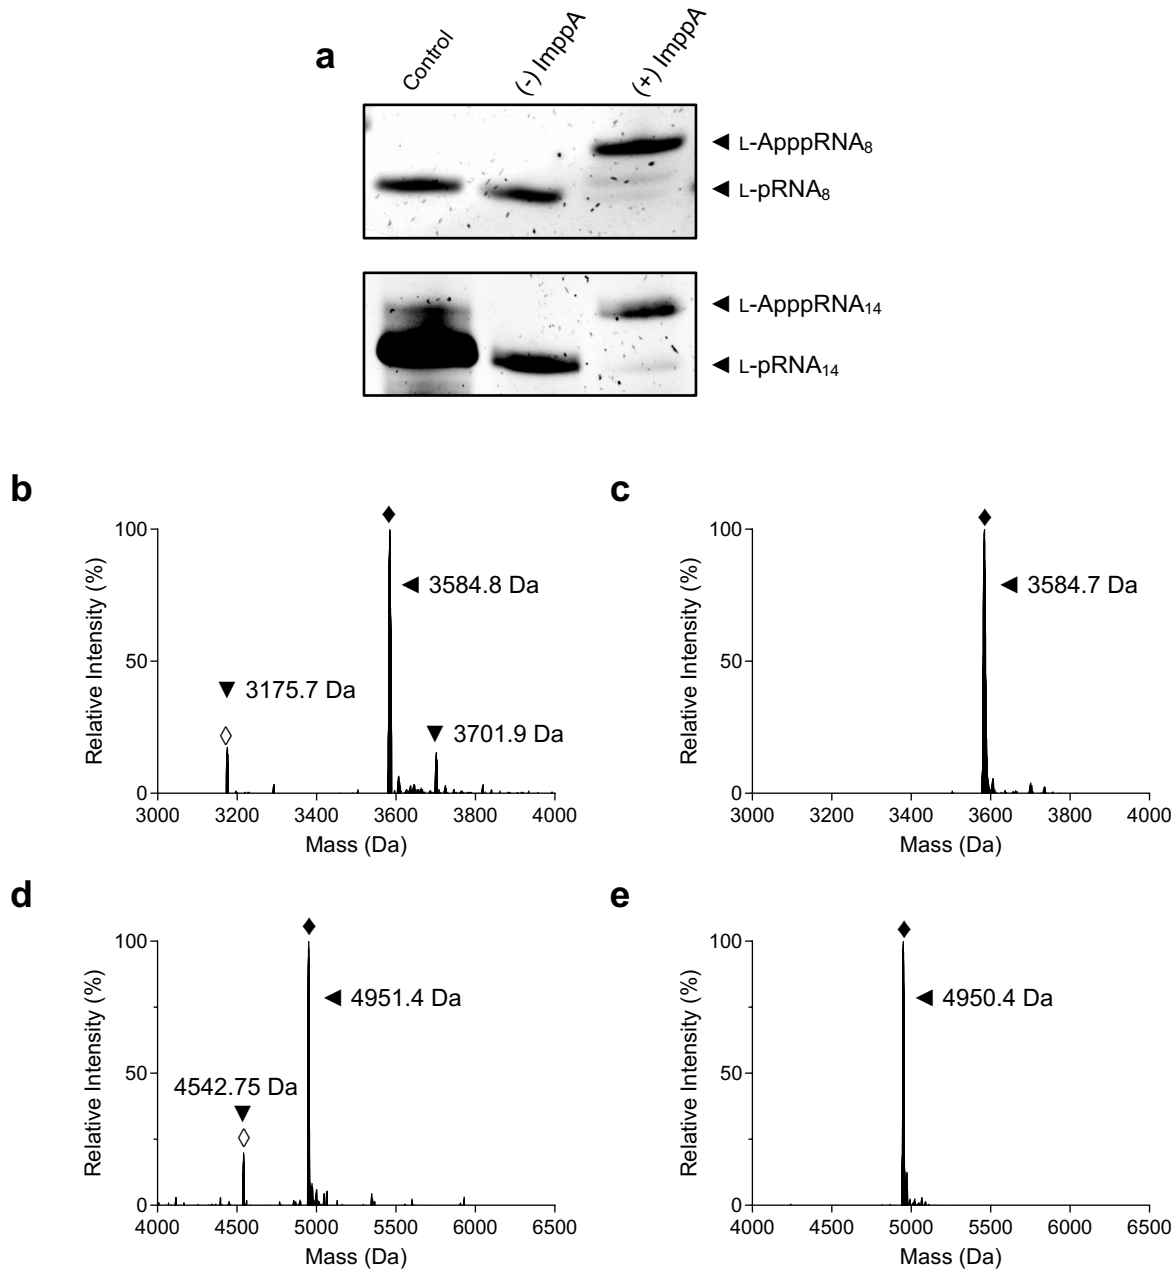 a
Control
(-) ImppA
(+) ImppA
◄ L-ApppRNA₈
◄ L-pRNA₈
◄ L-ApppRNA₁₄
◄ L-pRNA₁₄
b
Relative Intensity (%)
100
50
0
3584.8 Da
3175.7 Da
3701.9 Da
3000 3200 3400 3600 3800 4000
Mass (Da)
c
Relative Intensity (%)
100
50
0
3584.7 Da
3000 3200 3400 3600 3800 4000
Mass (Da)
d
Relative Intensity (%)
100
50
0
4951.4 Da
4542.75 Da
4000 4500 5000 5500 6000 6500
Mass (Da)
e
Relative Intensity (%)
100
50
0
4950.4 Da
4000 4500 5000 5500 6000 6500
Mass (Da)